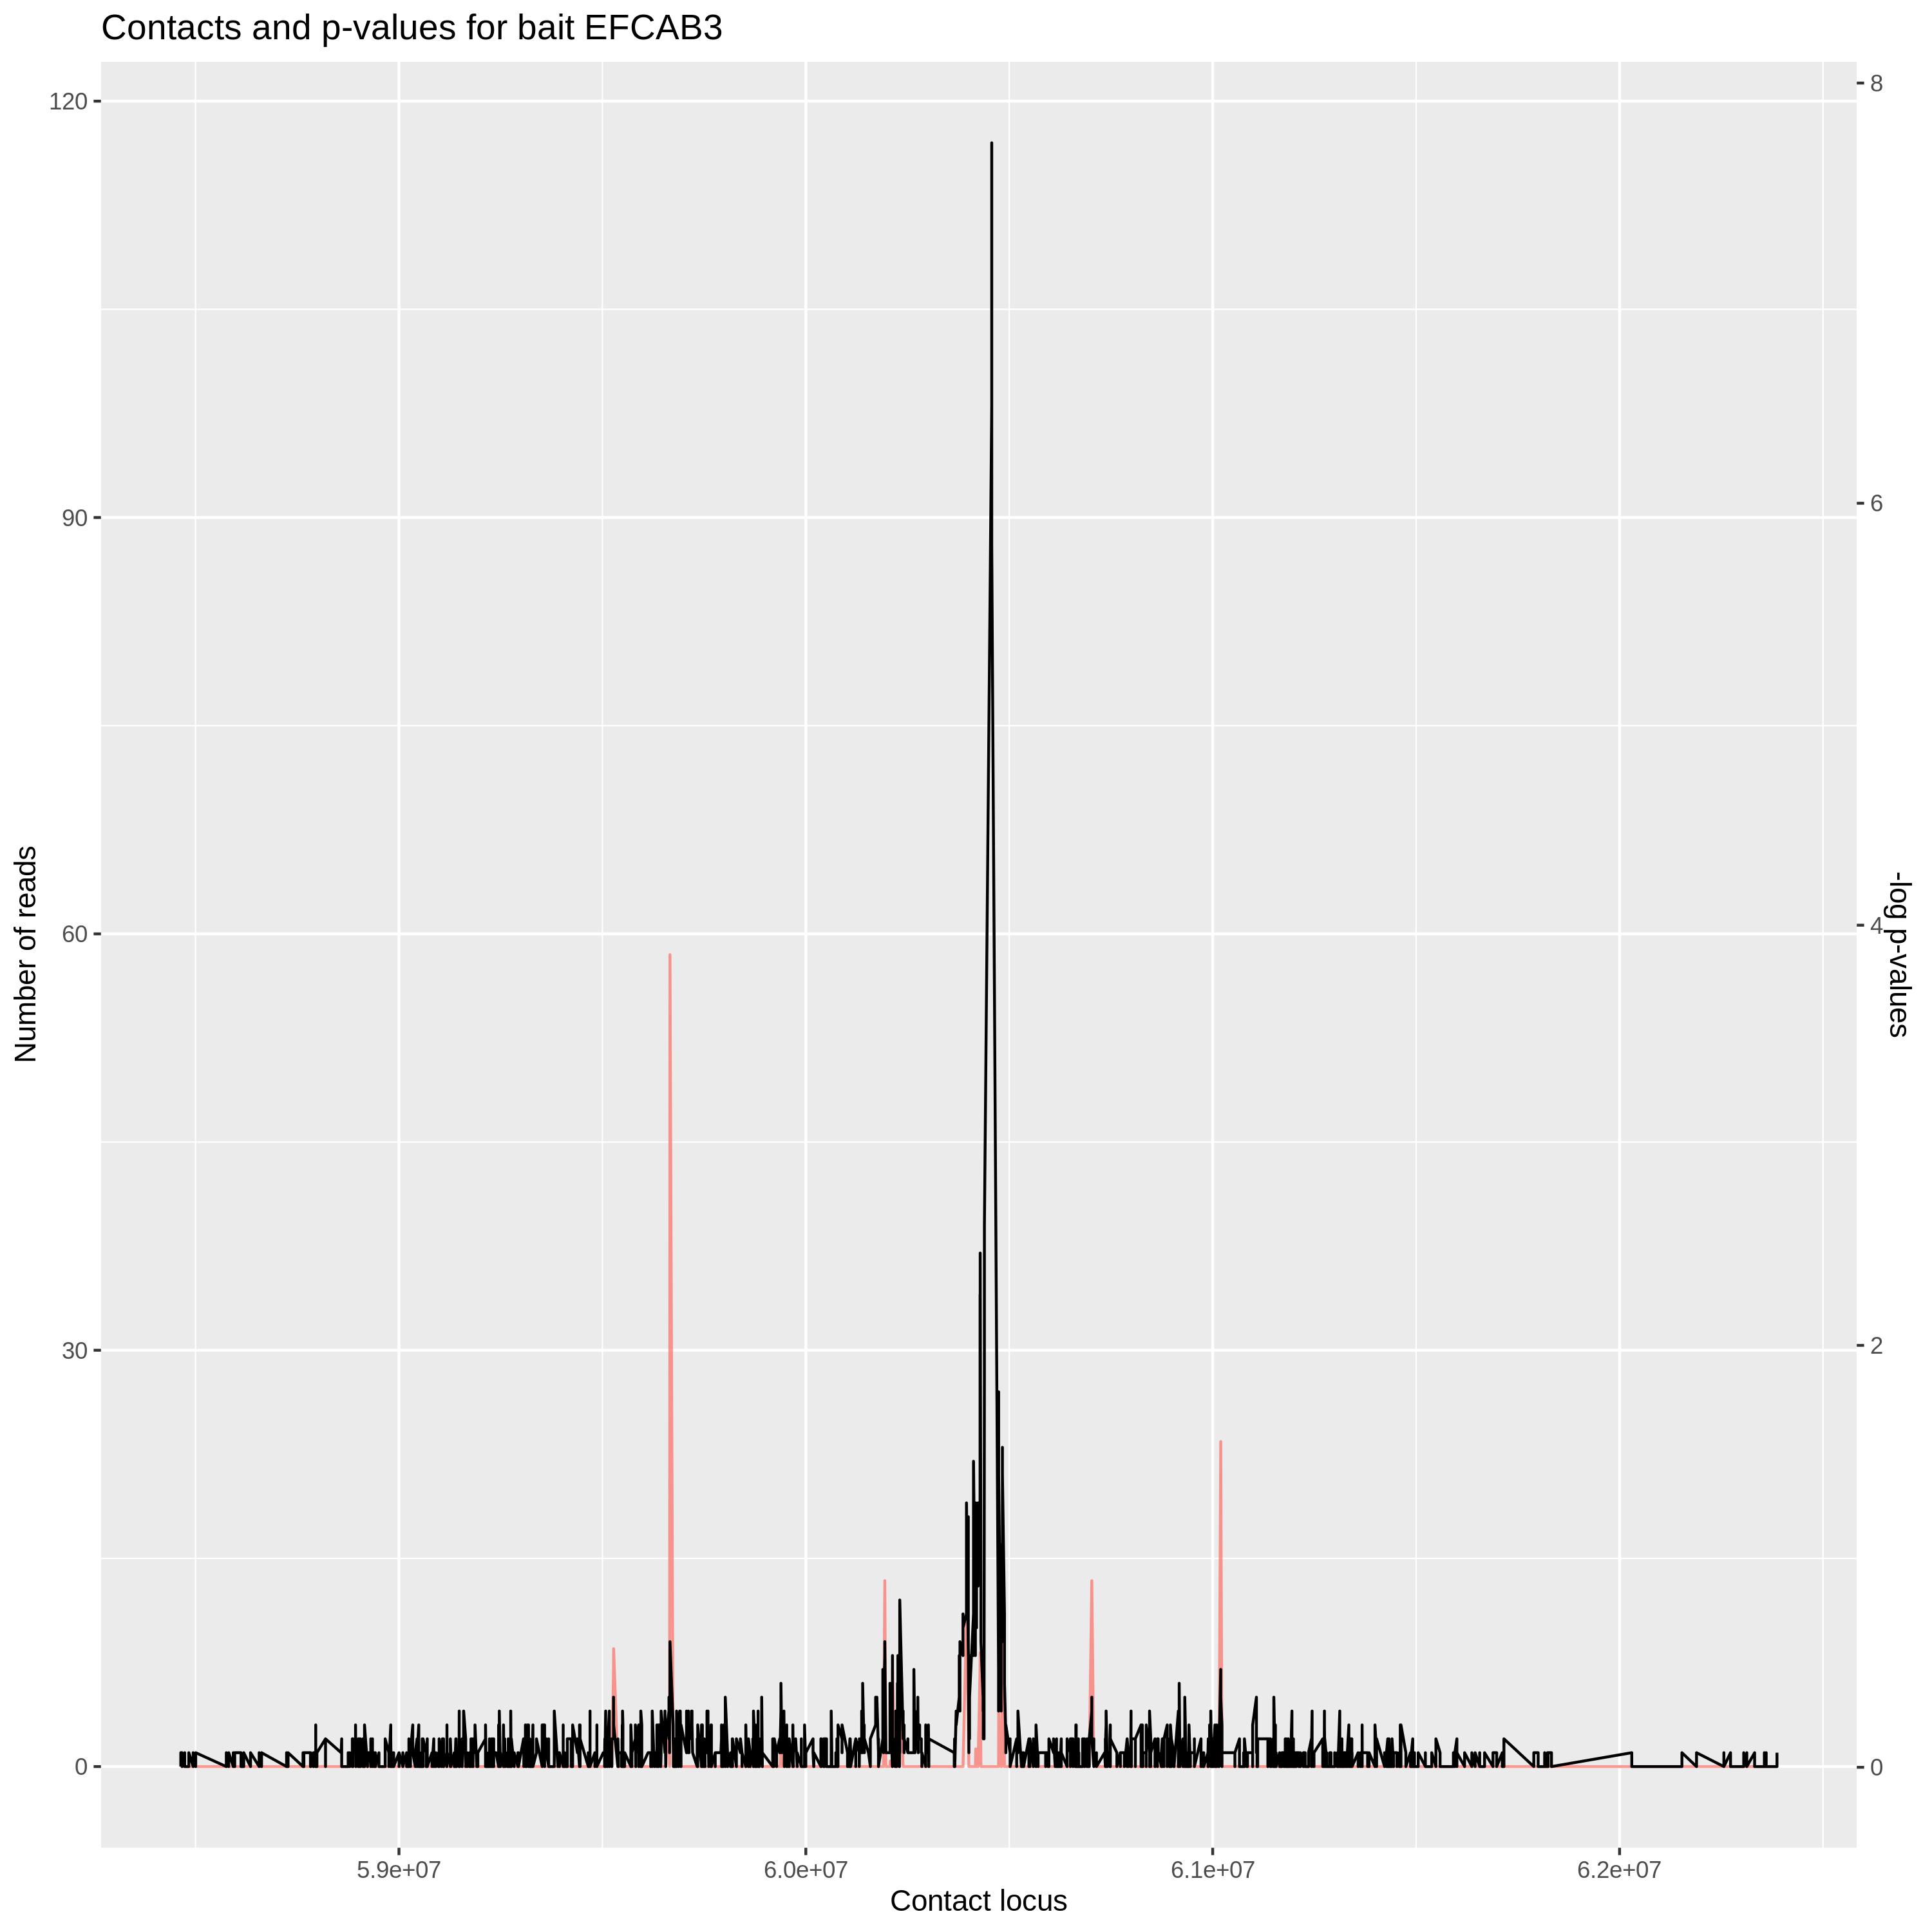 Contacts and p-values for bait EFCAB3
120
90
60
30
0
Number of reads
8
6
4
2
0
-log p-values
5.9e+07
6.0e+07
6.1e+07
6.2e+07
Contact locus